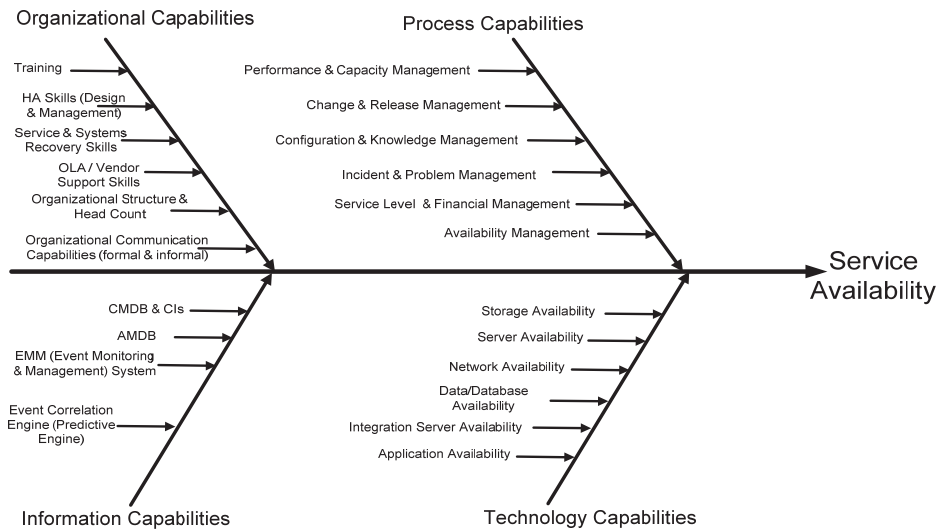 Organizational Capabilities
Training
HA Skills (Design
& Management)
Service & Systems
Recovery Skills
OLA / Vendor
Support Skills
Organizational Structure &
Head Count
Organizational Communication
Capabilities (formal & informal)
Process Capabilities
Performance & Capacity Management
Change & Release Management
Configuration & Knowledge Management
Incident & Problem Management
Service Level & Financial Management
Availability Management
Service
Availability
CMDB & CIs
AMDB
EMM (Event Monitoring
& Management) System
Event Correlation
Engine (Predictive
Engine)
Information Capabilities
Storage Availability
Server Availability
Network Availability
Data/Database
Availability
Integration Server Availability
Application Availability
Technology Capabilities